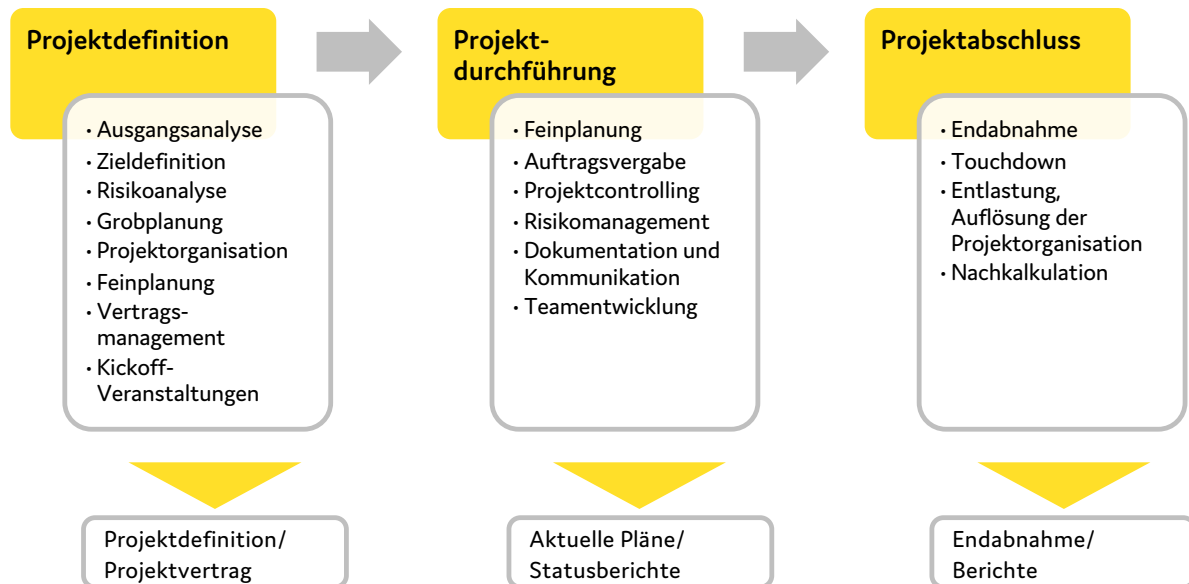 Projektdefinition
· Ausgangsanalyse
· Zieldefinition
· Risikoanalyse
· Grobplanung
· Projektorganisation
· Feinplanung
· Vertrags-
management
· Kickoff-
Veranstaltungen
Projektdefinition/
Projektvertrag
Projekt-
durchführung
· Feinplanung
· Auftragsvergabe
· Projektcontrolling
· Risikomanagement
· Dokumentation und
Kommunikation
· Teamentwicklung
Aktuelle Pläne/
Statusberichte
Projektabschluss
· Endabnahme
· Touchdown
· Entlastung,
Auflösung der
Projektorganisation
· Nachkalkulation
Endabnahme/
Berichte